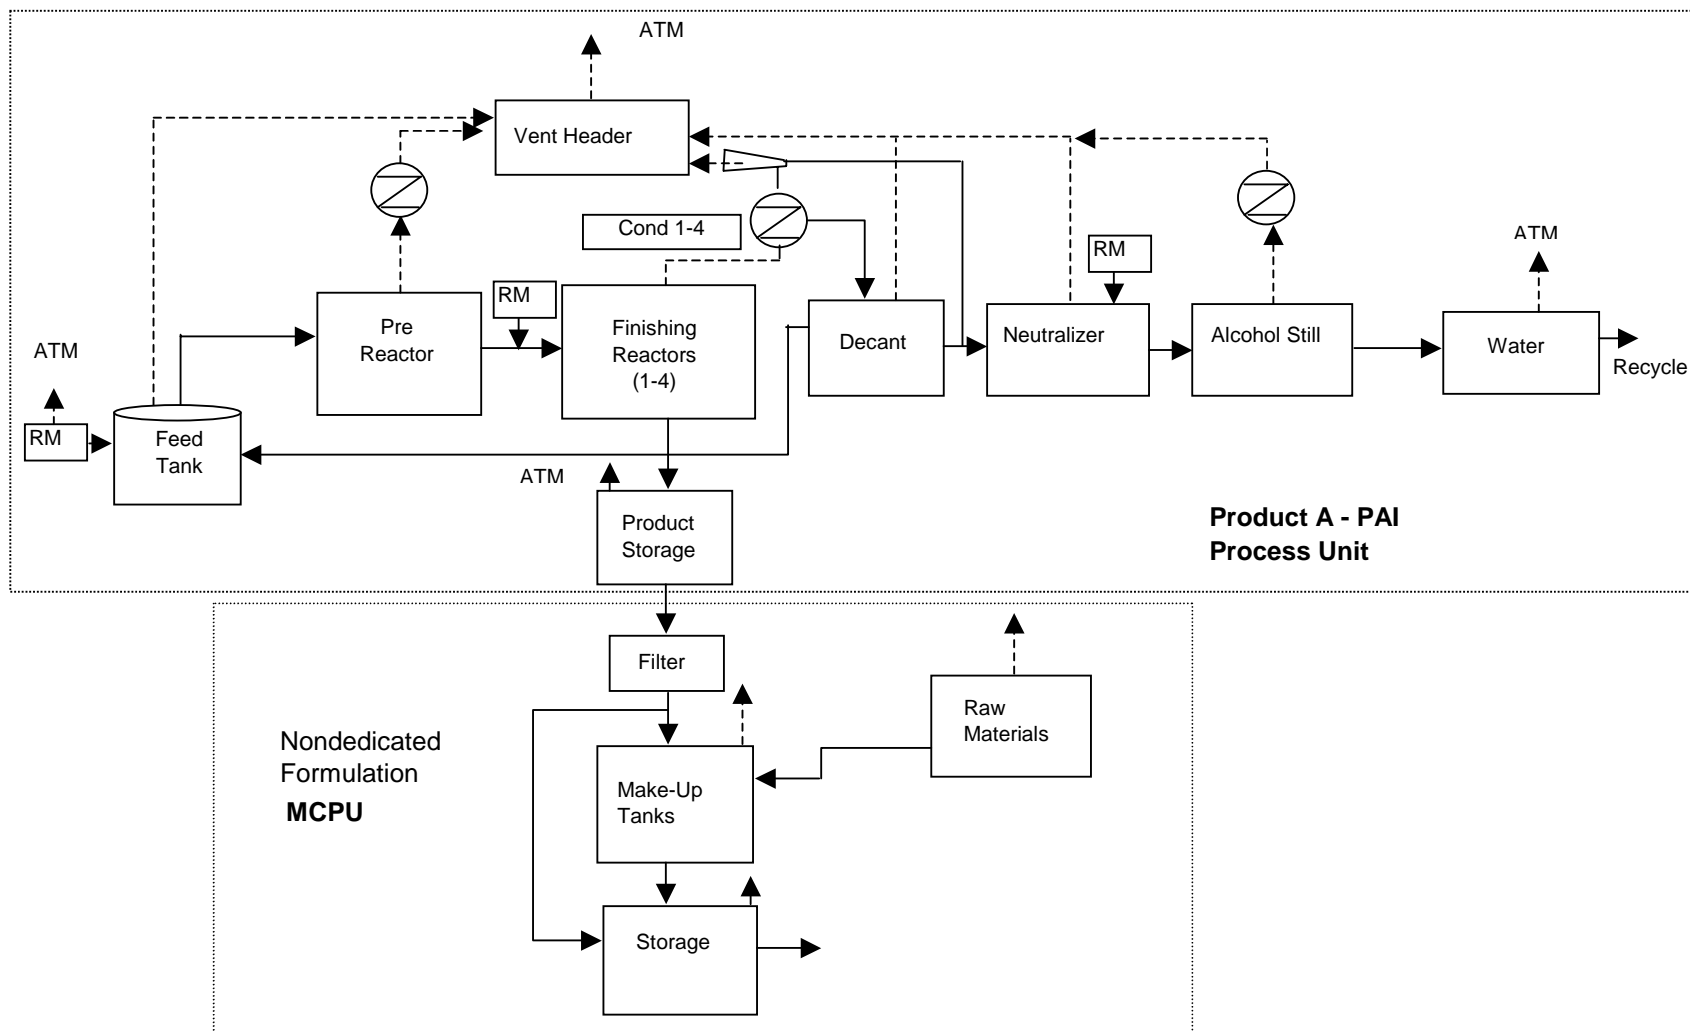 ATM
Vent Header
Cond 1-4
RM
ATM
RM
Pre
Reactor
Finishing
Reactors
(1-4)
Decant
Neutralizer
Alcohol Still
Water
Recycle
ATM
RM
Feed
Tank
ATM
Product
Storage
Product A - PAI
Process Unit
Filter
Raw
Materials
Nondedicated
Formulation
MCPU
Make-Up
Tanks
Storage